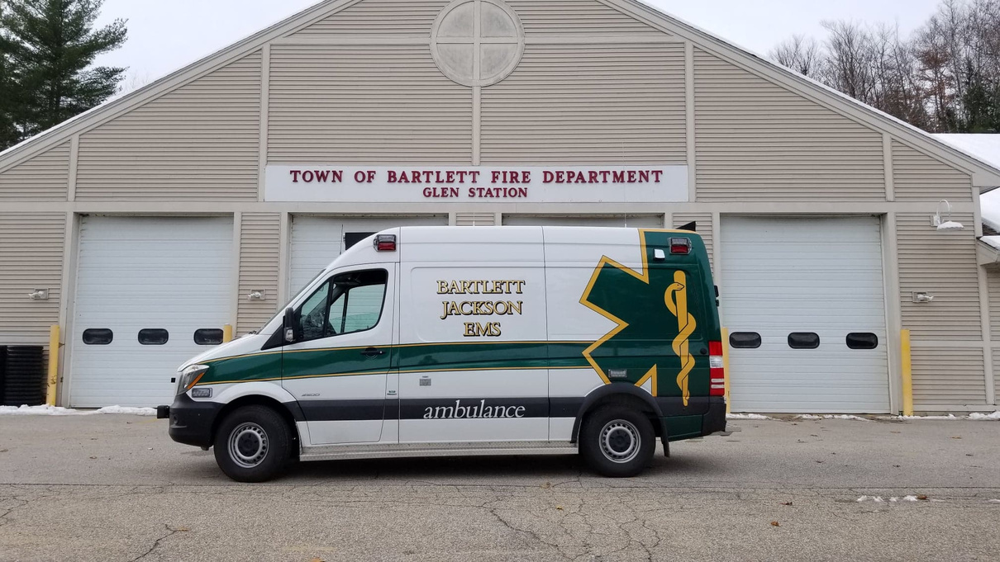 TOWN OF BARTLETT FIRE DEPARTMENT
GLEN STATION
BARTLETT
JACKSON
EMS
ambulance